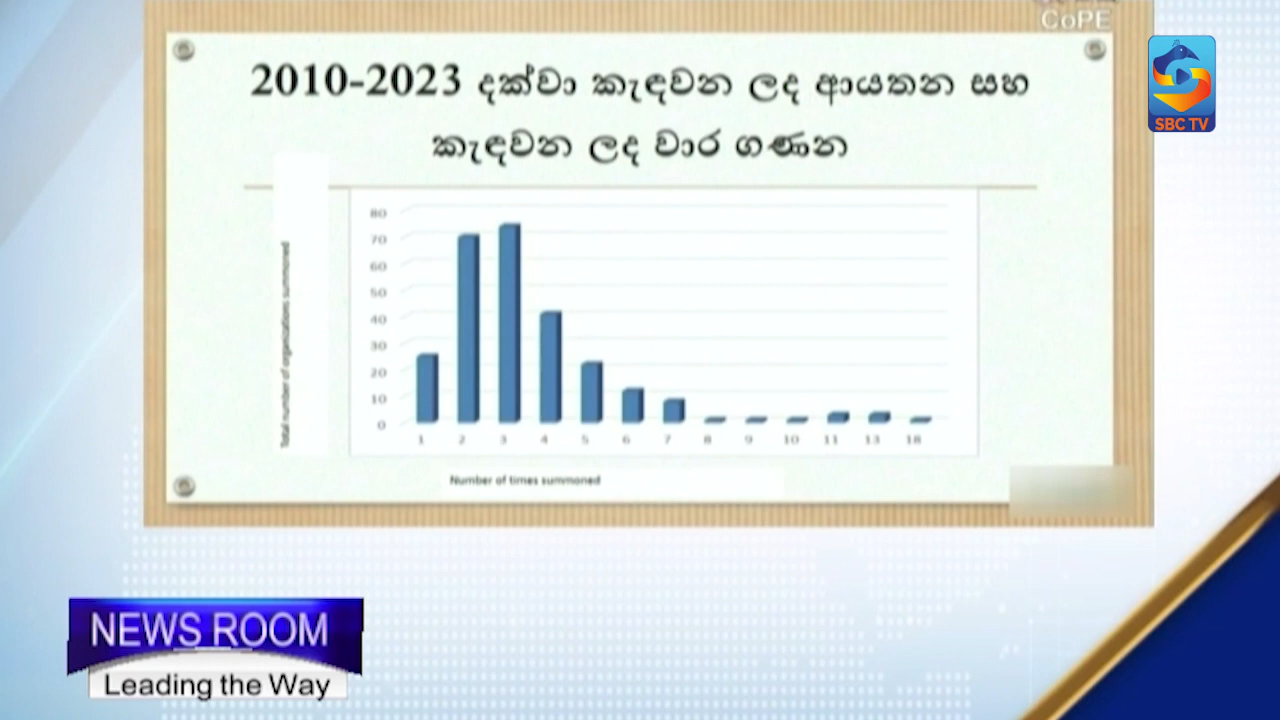 CoPE
SBC TV
2010-2023 දක්වා කැඳවන ලද ආයතන සහ
කැඳවන ලද වාර ගණන
Total number of organizations summoned
80
70
60
50
40
30
20
10
0
1 2 3 4 5 6 7 8 9 10 11 13 18
Number of times summoned
NEWS ROOM
Leading the Way